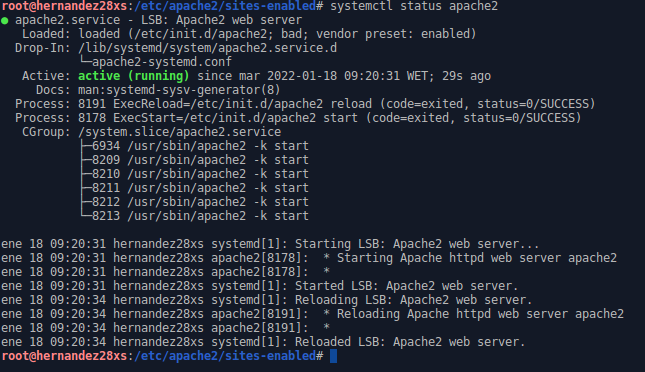 root@hernandez28xs:/etc/apache2/sites-enabled# systemctl status apache2
● apache2.service - LSB: Apache2 web server
   Loaded: loaded (/etc/init.d/apache2; bad; vendor preset: enabled)
  Drop-In: /lib/systemd/system/apache2.service.d
           └─apache2-systemd.conf
   Active: active (running) since mar 2022-01-18 09:20:31 WET; 29s ago
     Docs: man:systemd-sysv-generator(8)
  Process: 8191 ExecReload=/etc/init.d/apache2 reload (code=exited, status=0/SUCCESS)
  Process: 8178 ExecStart=/etc/init.d/apache2 start (code=exited, status=0/SUCCESS)
   CGroup: /system.slice/apache2.service
           ├─6934 /usr/sbin/apache2 -k start
           ├─8209 /usr/sbin/apache2 -k start
           ├─8210 /usr/sbin/apache2 -k start
           ├─8211 /usr/sbin/apache2 -k start
           ├─8212 /usr/sbin/apache2 -k start
           └─8213 /usr/sbin/apache2 -k start

ene 18 09:20:31 hernandez28xs systemd[1]: Starting LSB: Apache2 web server...
ene 18 09:20:31 hernandez28xs apache2[8178]:  * Starting Apache httpd web server apache2
ene 18 09:20:31 hernandez28xs apache2[8178]:  *
ene 18 09:20:31 hernandez28xs systemd[1]: Started LSB: Apache2 web server.
ene 18 09:20:34 hernandez28xs systemd[1]: Reloading LSB: Apache2 web server.
ene 18 09:20:34 hernandez28xs apache2[8191]:  * Reloading Apache httpd web server apache2
ene 18 09:20:34 hernandez28xs apache2[8191]:  *
ene 18 09:20:34 hernandez28xs systemd[1]: Reloaded LSB: Apache2 web server.
root@hernandez28xs:/etc/apache2/sites-enabled#